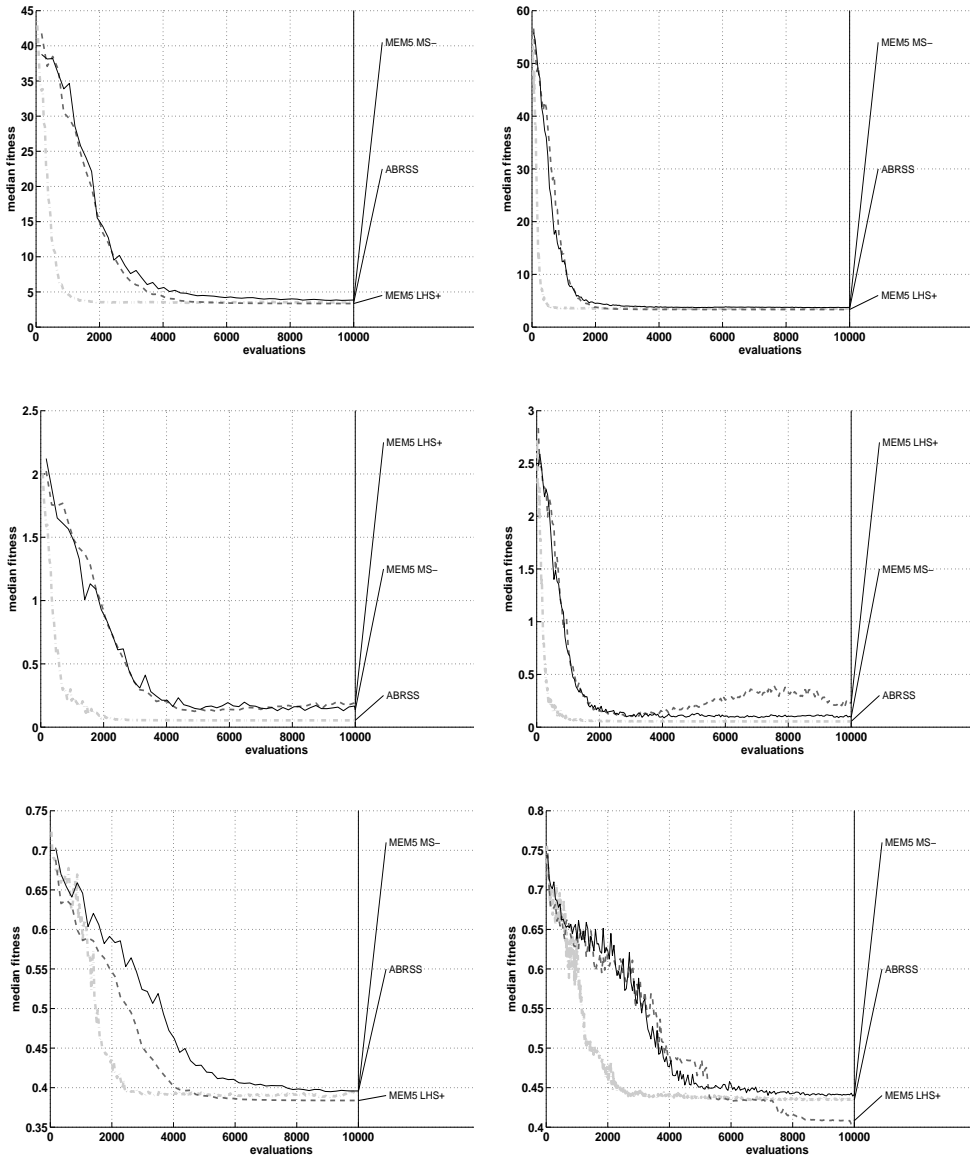 45
40
35
30
25
20
15
10
5
0
median fitness
0 2000 4000 6000 8000 10000
evaluations
MEM5 MS−
ABRSS
MEM5 LHS+
60
50
40
30
20
10
0
median fitness
0 2000 4000 6000 8000 10000
evaluations
MEM5 MS−
ABRSS
MEM5 LHS+
2.5
2
1.5
1
0.5
0
median fitness
0 2000 4000 6000 8000 10000
evaluations
MEM5 LHS+
MEM5 MS−
ABRSS
3
2.5
2
1.5
1
0.5
0
median fitness
0 2000 4000 6000 8000 10000
evaluations
MEM5 LHS+
MEM5 MS−
ABRSS
0.75
0.7
0.65
0.6
0.55
0.5
0.45
0.4
0.35
median fitness
0 2000 4000 6000 8000 10000
evaluations
MEM5 MS−
ABRSS
MEM5 LHS+
0.8
0.75
0.7
0.65
0.6
0.55
0.5
0.45
0.4
median fitness
0 2000 4000 6000 8000 10000
evaluations
MEM5 MS−
ABRSS
MEM5 LHS+